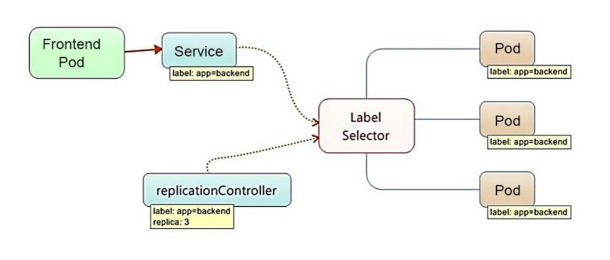 Frontend
Pod
Service
label: app=backend
Label
Selector
replicationController
label: app=backend
replica: 3
Pod
label: app=backend
Pod
label: app=backend
Pod
label: app=backend